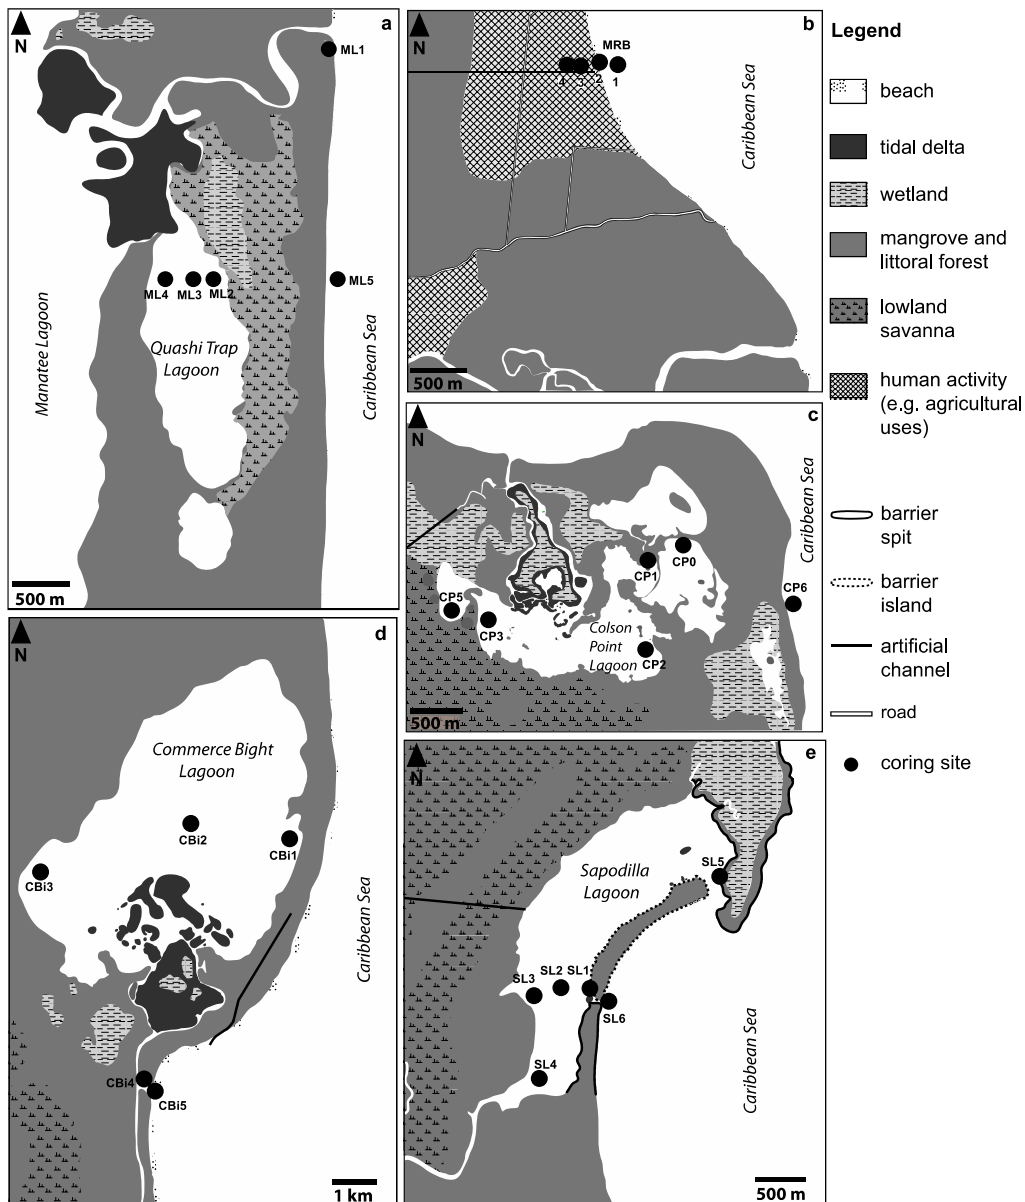 a
N
ML1
ML4
ML3
ML2
ML5
Quashi Trap
Lagoon
Manatee Lagoon
Caribbean Sea
500 m
b
N
MRB
4
3
2
1
Caribbean Sea
500 m
c
N
Caribbean Sea
CP0
CP1
CP5
CP3
CP6
Colson
Point
Lagoon
CP2
500 m
d
N
Commerce Bight
Lagoon
CBi2
CBi1
CBi3
Caribbean Sea
CBi4
CBi5
1 km
e
N
SL5
Sapodilla
Lagoon
SL3
SL2
SL1
SL6
SL4
Caribbean Sea
500 m
Legend
beach
tidal delta
wetland
mangrove and
littoral forest
lowland
savanna
human activity
(e.g. agricultural
uses)
barrier
spit
barrier
island
artificial
channel
road
coring site